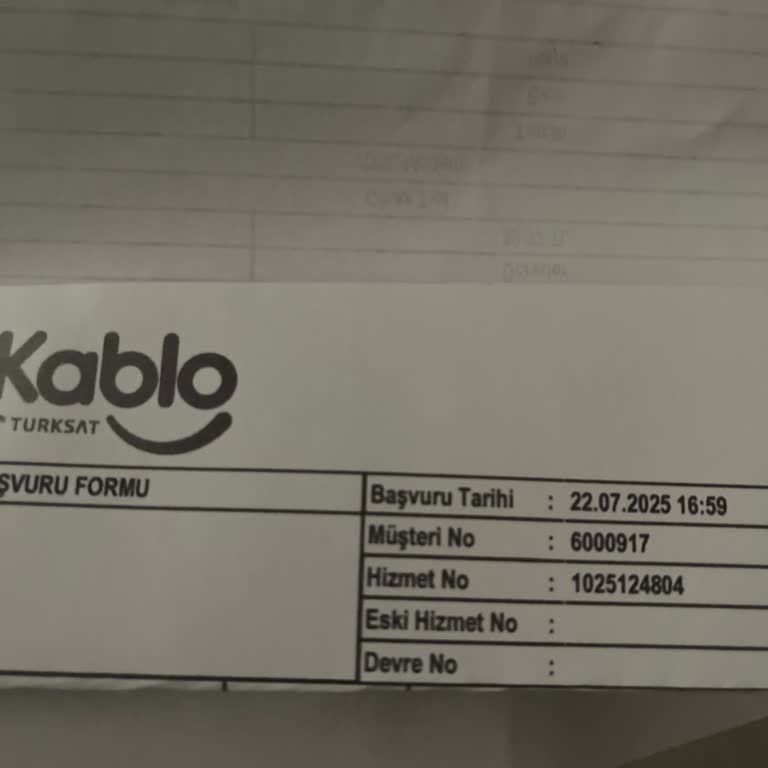 Kablo
TURKSAT
ŞVURU FORMU
Başvuru Tarihi : 22.07.2025 16:59
Müşteri No : 6000917
Hizmet No : 1025124804
Eski Hizmet No :
Devre No :